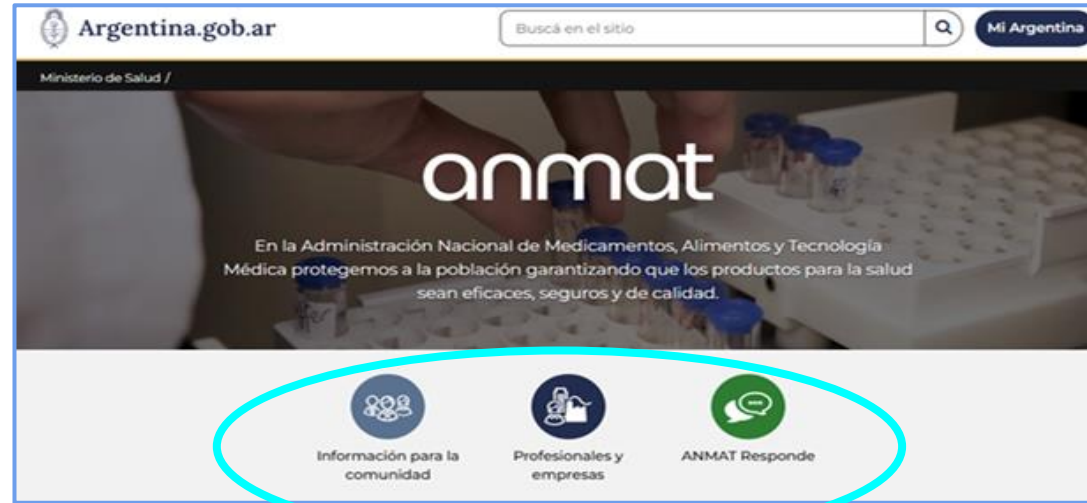 Argentina.gob.ar
Buscá en el sitio
Mi Argentina
Ministerio de Salud /
anmat
En la Administración Nacional de Medicamentos, Alimentos y Tecnología
Médica protegemos a la población garantizando que los productos para la salud
sean eficaces, seguros y de calidad.
Información para la
comunidad
Profesionales y
empresas
ANMAT Responde